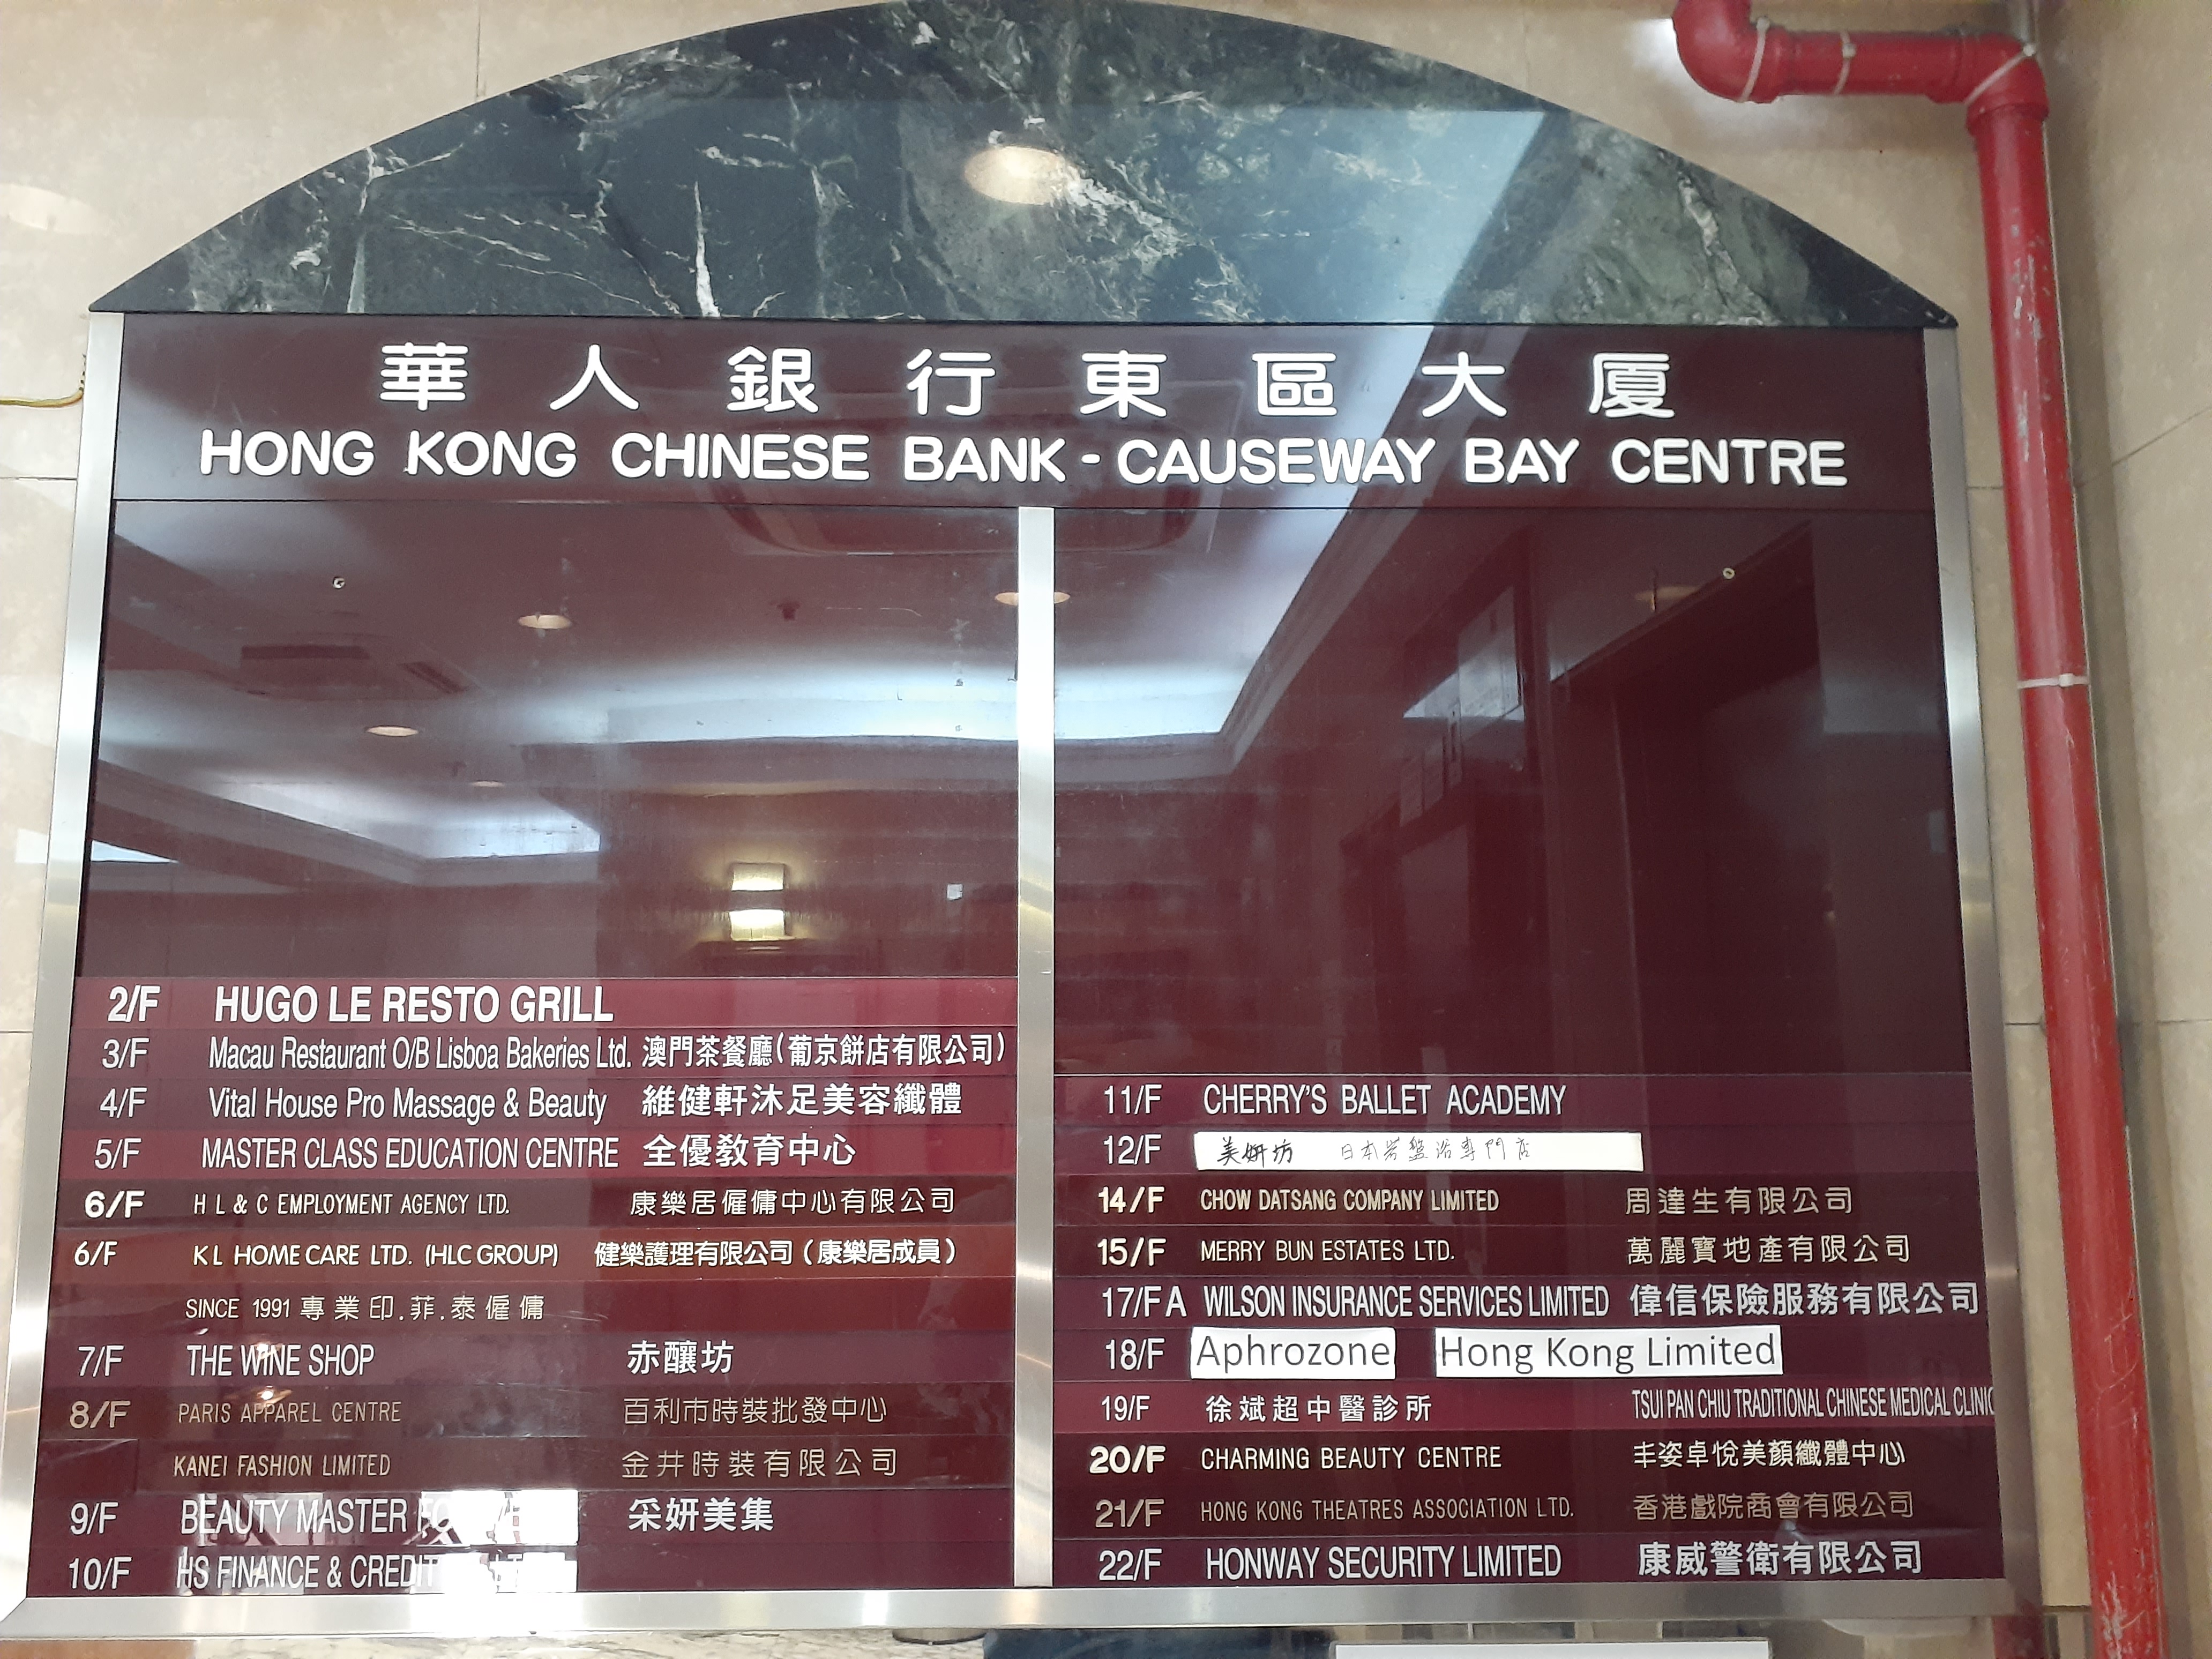 華人銀行東區大厦
HONG KONG CHINESE BANK - CAUSEWAY BAY CENTRE
2/F HUGO LE RESTO GRILL
3/F Macau Restaurant O/B Lisboa Bakeries Ltd. 澳門茶餐廳(葡京餅店有限公司)
4/F Vital House Pro Massage & Beauty 維健軒沐足美容纖體
5/F MASTER CLASS EDUCATION CENTRE 全優教育中心
6/F H L & C EMPLOYMENT AGENCY LTD. 康樂居僱傭中心有限公司
6/F K L HOME CARE LTD. (HLC GROUP) 健樂護理有限公司(康樂居成員)
SINCE 1991 專業印.菲.泰僱傭
7/F THE WINE SHOP 赤釀坊
8/F PARIS APPAREL CENTRE 百利市時裝批發中心
KANEI FASHION LIMITED 金井時裝有限公司
9/F BEAUTY MASTER 采妍美集
10/F HS FINANCE & CREDIT
11/F CHERRY'S BALLET ACADEMY
12/F 美妍坊 日本岩盤浴專門店
14/F CHOW DATSANG COMPANY LIMITED 周達生有限公司
15/F MERRY BUN ESTATES LTD. 萬麗寶地產有限公司
17/F A WILSON INSURANCE SERVICES LIMITED 偉信保險服務有限公司
18/F Aphrozone Hong Kong Limited
19/F 徐斌超中醫診所 TSUI PAN CHIU TRADITIONAL CHINESE MEDICAL CLINIC
20/F CHARMING BEAUTY CENTRE 丰姿卓悅美顏纖體中心
21/F HONG KONG THEATRES ASSOCIATION LTD. 香港戲院商會有限公司
22/F HONWAY SECURITY LIMITED 康威警衛有限公司